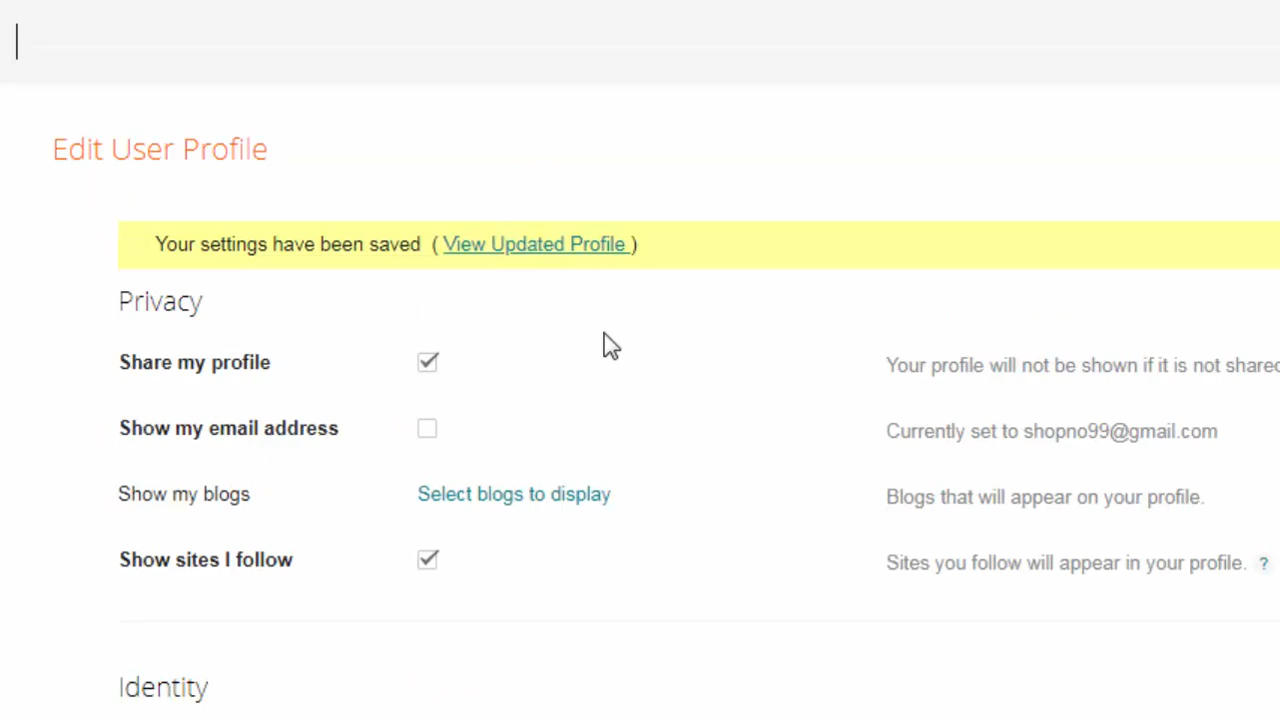 Edit User Profile
Your settings have been saved ( View Updated Profile )
Privacy
Share my profile
Your profile will not be shown if it is not shared
Show my email address
Currently set to shopno99@gmail.com
Show my blogs
Select blogs to display
Blogs that will appear on your profile.
Show sites I follow
Sites you follow will appear in your profile. ?
Identity